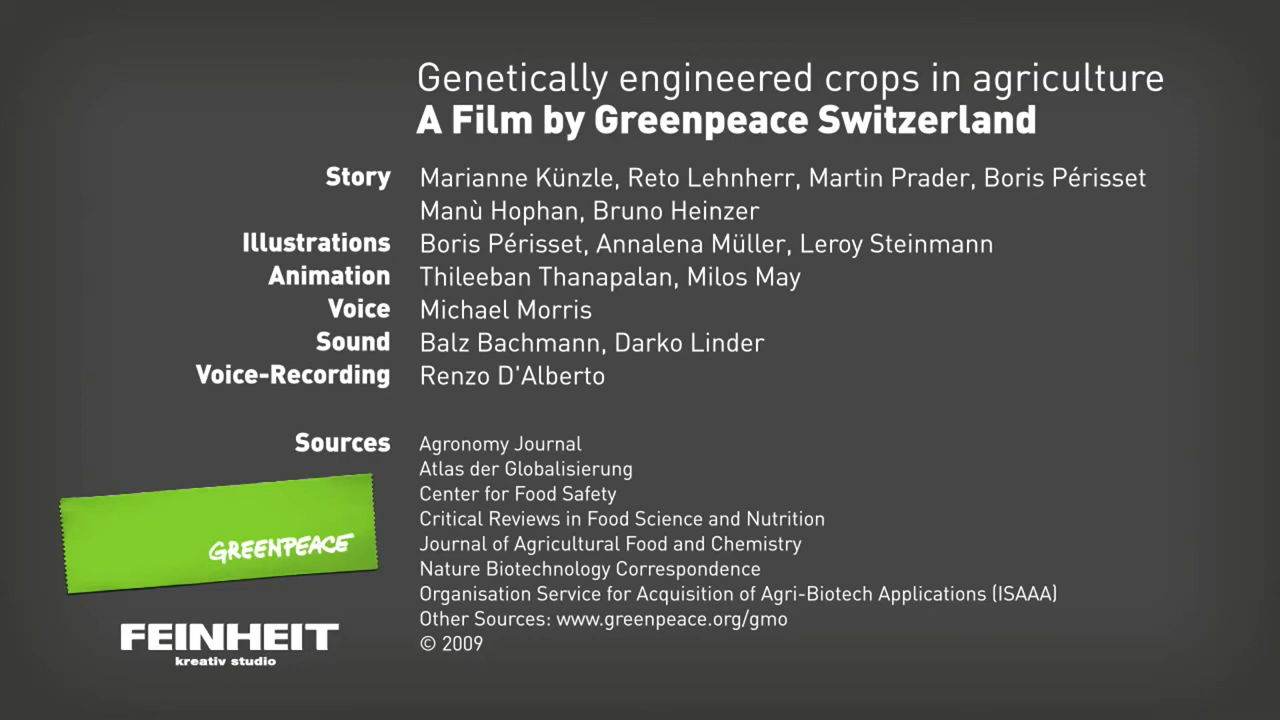 Genetically engineered crops in agriculture
A Film by Greenpeace Switzerland
Story Marianne Künzle, Reto Lehnherr, Martin Prader, Boris Périsset
Manù Hophan, Bruno Heinzer
Illustrations Boris Périsset, Annalena Müller, Leroy Steinmann
Animation Thileeban Thanapalan, Milos May
Voice Michael Morris
Sound Balz Bachmann, Darko Linder
Voice-Recording Renzo D'Alberto
Sources Agronomy Journal
Atlas der Globalisierung
Center for Food Safety
Critical Reviews in Food Science and Nutrition
Journal of Agricultural Food and Chemistry
Nature Biotechnology Correspondence
Organisation Service for Acquisition of Agri-Biotech Applications (ISAAA)
Other Sources: www.greenpeace.org/gmo
© 2009
GREENPEACE
FEINHEIT
kreativ studio